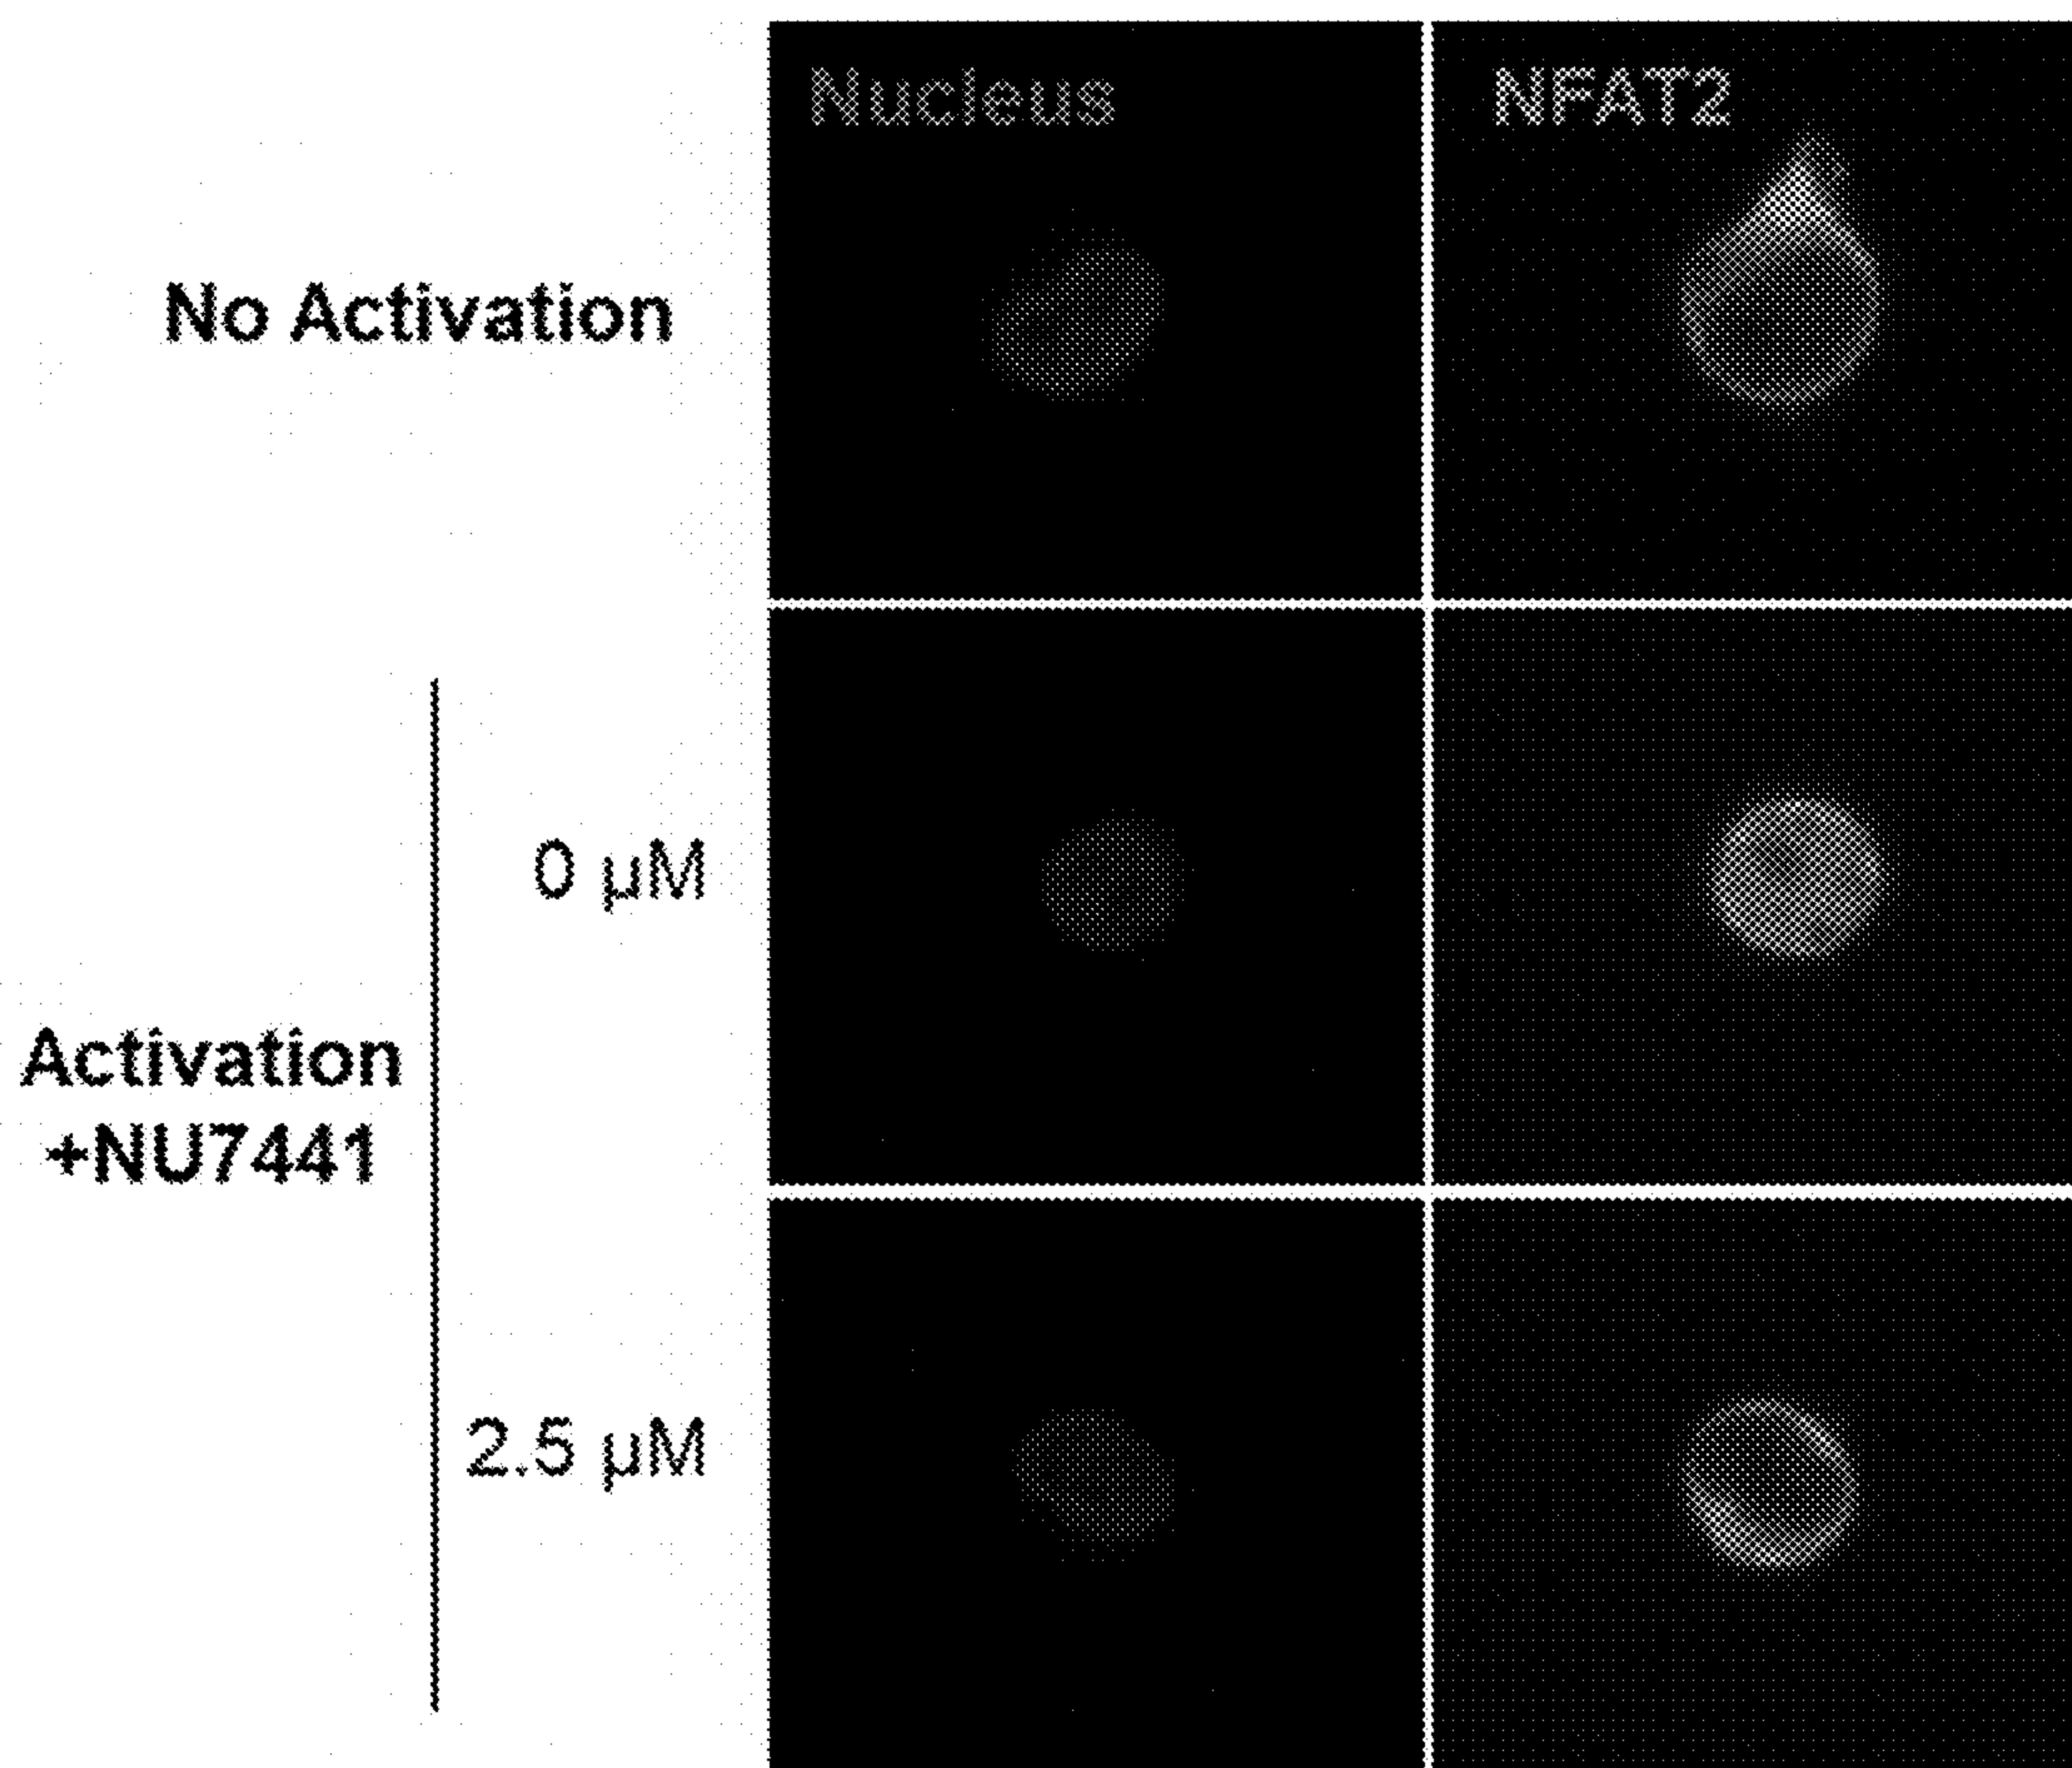 Nucleus
NFAT2
No Activation
0 µM
Activation
+NU7441
2.5 µM